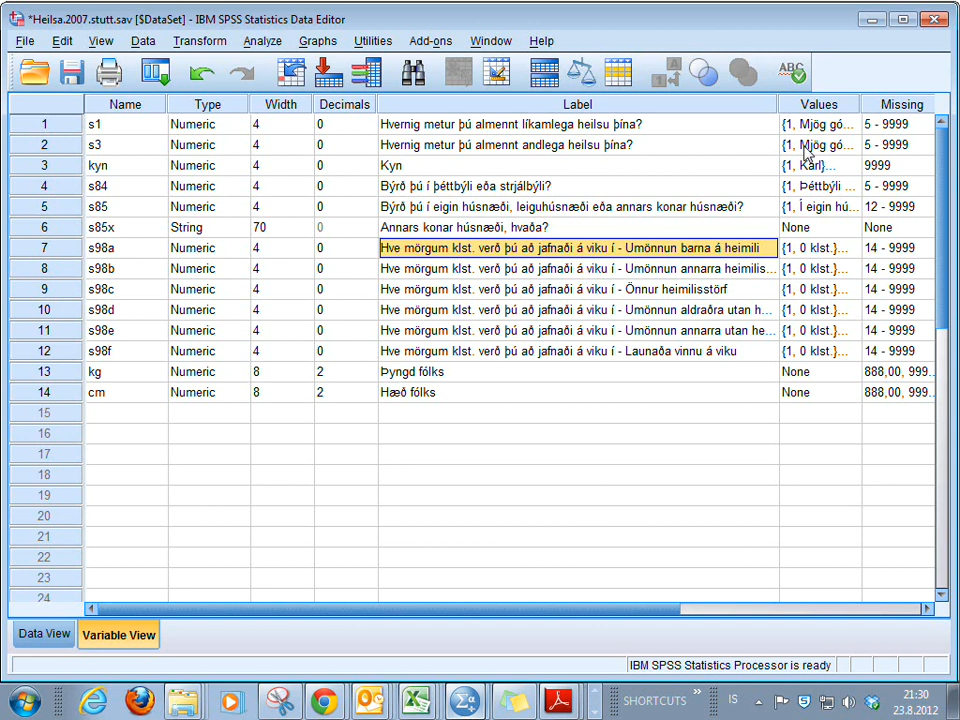 *Heilsa.2007.stutt.sav [$DataSet] - IBM SPSS Statistics Data Editor
File Edit View Data Transform Analyze Graphs Utilities Add-ons Window Help
Name Type Width Decimals Label Values Missing
1 s1 Numeric 4 0 Hvernig metur þú almennt líkamlega heilsu þína? {1, Mjög gó... 5 - 9999
2 s3 Numeric 4 0 Hvernig metur þú almennt andlega heilsu þína? {1, Mjög gó... 5 - 9999
3 kyn Numeric 4 0 Kyn {1, Karl}... 9999
4 s84 Numeric 4 0 Býrð þú í þéttbýli eða strjálbýli? {1, Þéttbýli ... 5 - 9999
5 s85 Numeric 4 0 Býrð þú í eigin húsnæði, leiguhúsnæði eða annars konar húsnæði? {1, Í eigin hú... 12 - 9999
6 s85x String 70 0 Annars konar húsnæði, hvaða? None None
7 s98a Numeric 4 0 Hve mörgum klst. verð þú að jafnaði á viku í - Umönnun barna á heimili {1, 0 klst.}... 14 - 9999
8 s98b Numeric 4 0 Hve mörgum klst. verð þú að jafnaði á viku í - Umönnun annarra heimilis... {1, 0 klst.}... 14 - 9999
9 s98c Numeric 4 0 Hve mörgum klst. verð þú að jafnaði á viku í - Önnur heimilisstörf {1, 0 klst.}... 14 - 9999
10 s98d Numeric 4 0 Hve mörgum klst. verð þú að jafnaði á viku í - Umönnun aldraðra utan h... {1, 0 klst.}... 14 - 9999
11 s98e Numeric 4 0 Hve mörgum klst. verð þú að jafnaði á viku í - Umönnun annarra utan he... {1, 0 klst.}... 14 - 9999
12 s98f Numeric 4 0 Hve mörgum klst. verð þú að jafnaði á viku í - Launaða vinnu á viku {1, 0 klst.}... 14 - 9999
13 kg Numeric 8 2 Þyngd fólks None 888,00, 999...
14 cm Numeric 8 2 Hæð fólks None 888,00, 999...
15
16
17
18
19
20
21
22
23
24
Data View Variable View
IBM SPSS Statistics Processor is ready
SHORTCUTS » IS 21:30
23.8.2012